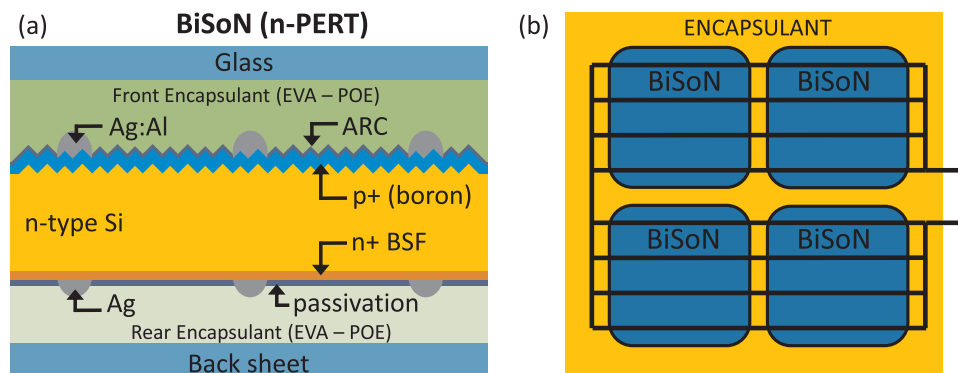 (a)
BiSoN (n-PERT)
Glass
Front Encapsulant (EVA – POE)
Ag:Al
ARC
p+ (boron)
n-type Si
n+ BSF
Ag
passivation
Rear Encapsulant (EVA – POE)
Back sheet
(b)
ENCAPSULANT
BiSoN
BiSoN
BiSoN
BiSoN